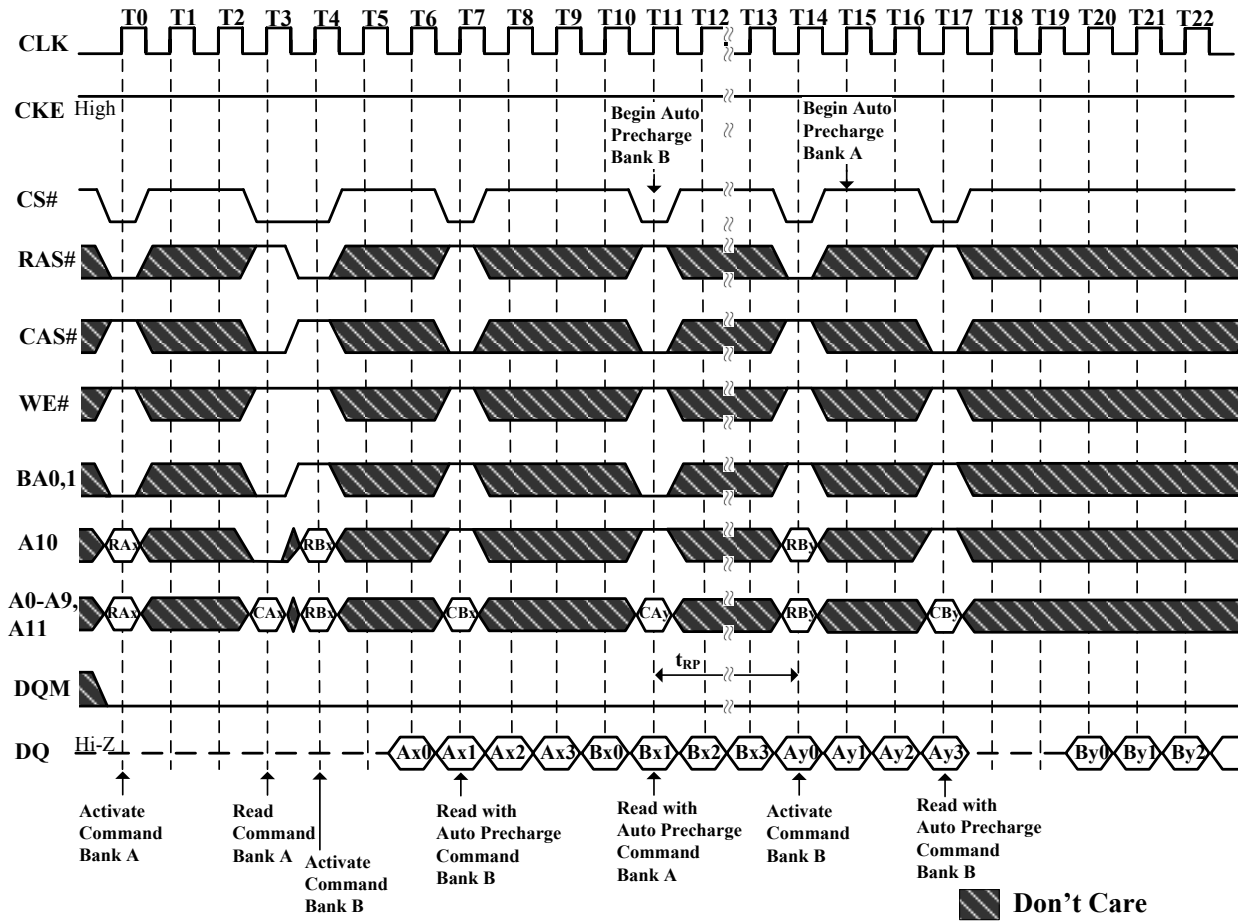 T0 T1 T2 T3 T4 T5 T6 T7 T8 T9 T10 T11 T12 T13 T14 T15 T16 T17 T18 T19 T20 T21 T22
CLK
CKE High
Begin Auto
Precharge
Bank B
Begin Auto
Precharge
Bank A
CS#
RAS#
CAS#
WE#
BA0,1
A10 RAx RBx RBy
A0-A9,
A11
RAx CAx RBx CBx CAy RBy CBy
tRP
DQM
DQ Hi-Z Ax0 Ax1 Ax2 Ax3 Bx0 Bx1 Bx2 Bx3 Ay0 Ay1 Ay2 Ay3 By0 By1 By2
Activate
Command
Bank A
Read
Command
Bank A
Activate
Command
Bank B
Read with
Auto Precharge
Command
Bank B
Read with
Auto Precharge
Command
Bank A
Activate
Command
Bank B
Read with
Auto Precharge
Command
Bank B
Don't Care